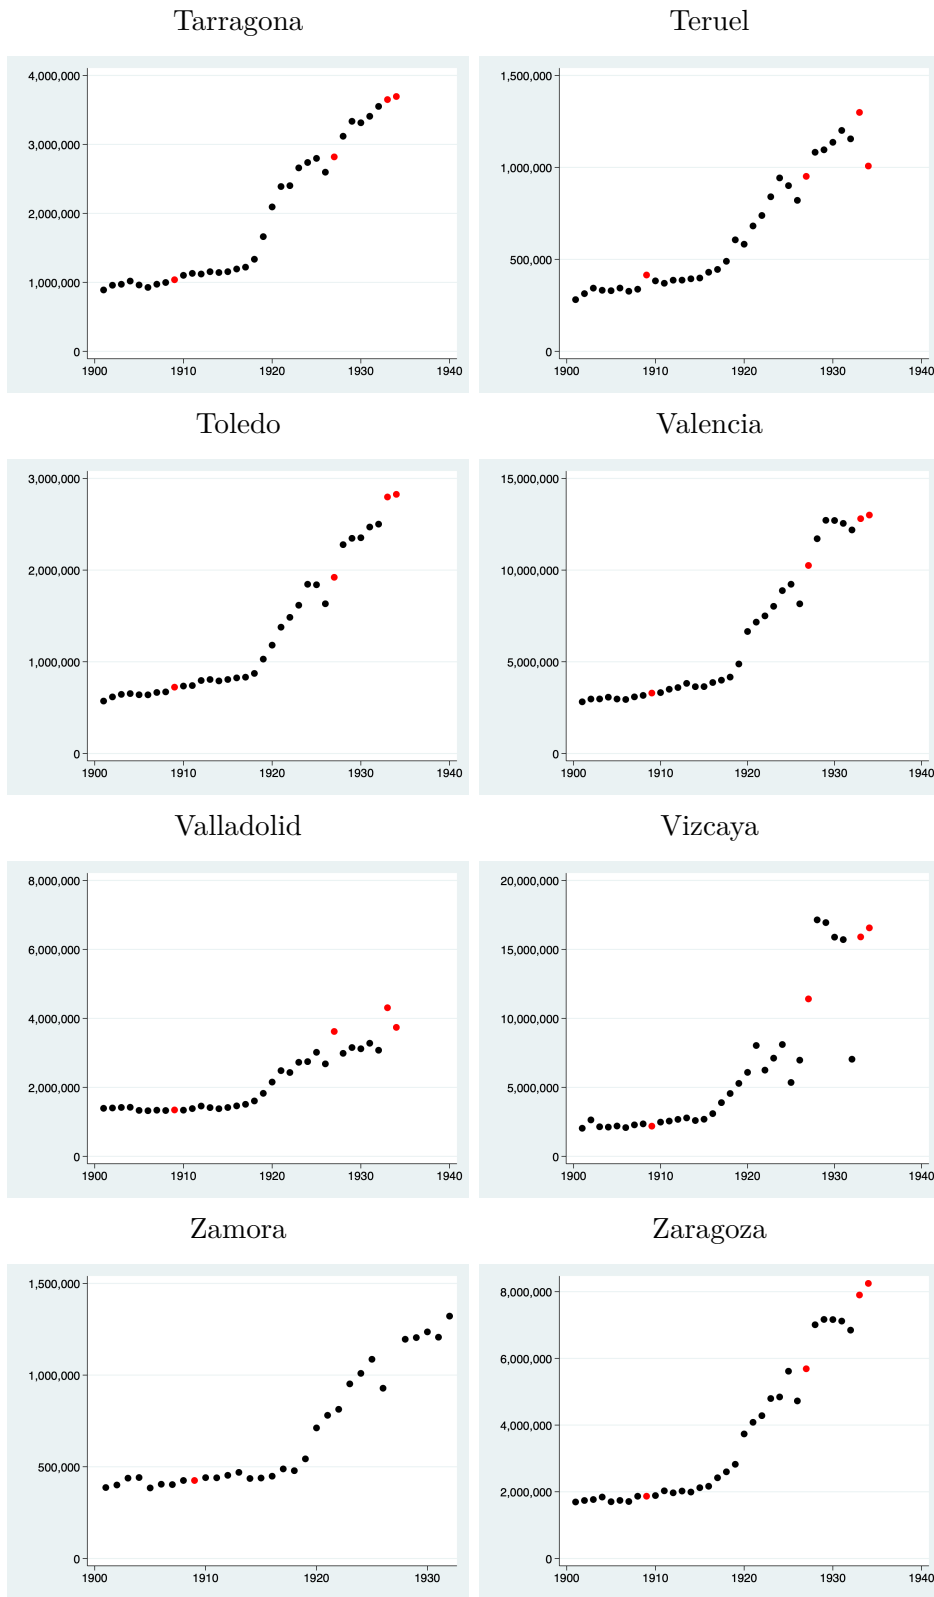 Tarragona Teruel
4,000,000 1,500,000
3,000,000
1,000,000
2,000,000
500,000
1,000,000
0 0
1900 1910 1920 1930 1940 1900 1910 1920 1930 1940
Toledo Valencia
3,000,000 15,000,000
2,000,000 10,000,000
1,000,000 5,000,000
0 0
1900 1910 1920 1930 1940 1900 1910 1920 1930 1940
Valladolid Vizcaya
8,000,000 20,000,000
6,000,000 15,000,000
4,000,000 10,000,000
2,000,000 5,000,000
0 0
1900 1910 1920 1930 1940 1900 1910 1920 1930 1940
Zamora Zaragoza
1,500,000 8,000,000
6,000,000
1,000,000
4,000,000
500,000
2,000,000
0 0
1900 1910 1920 1930 1900 1910 1920 1930 1940